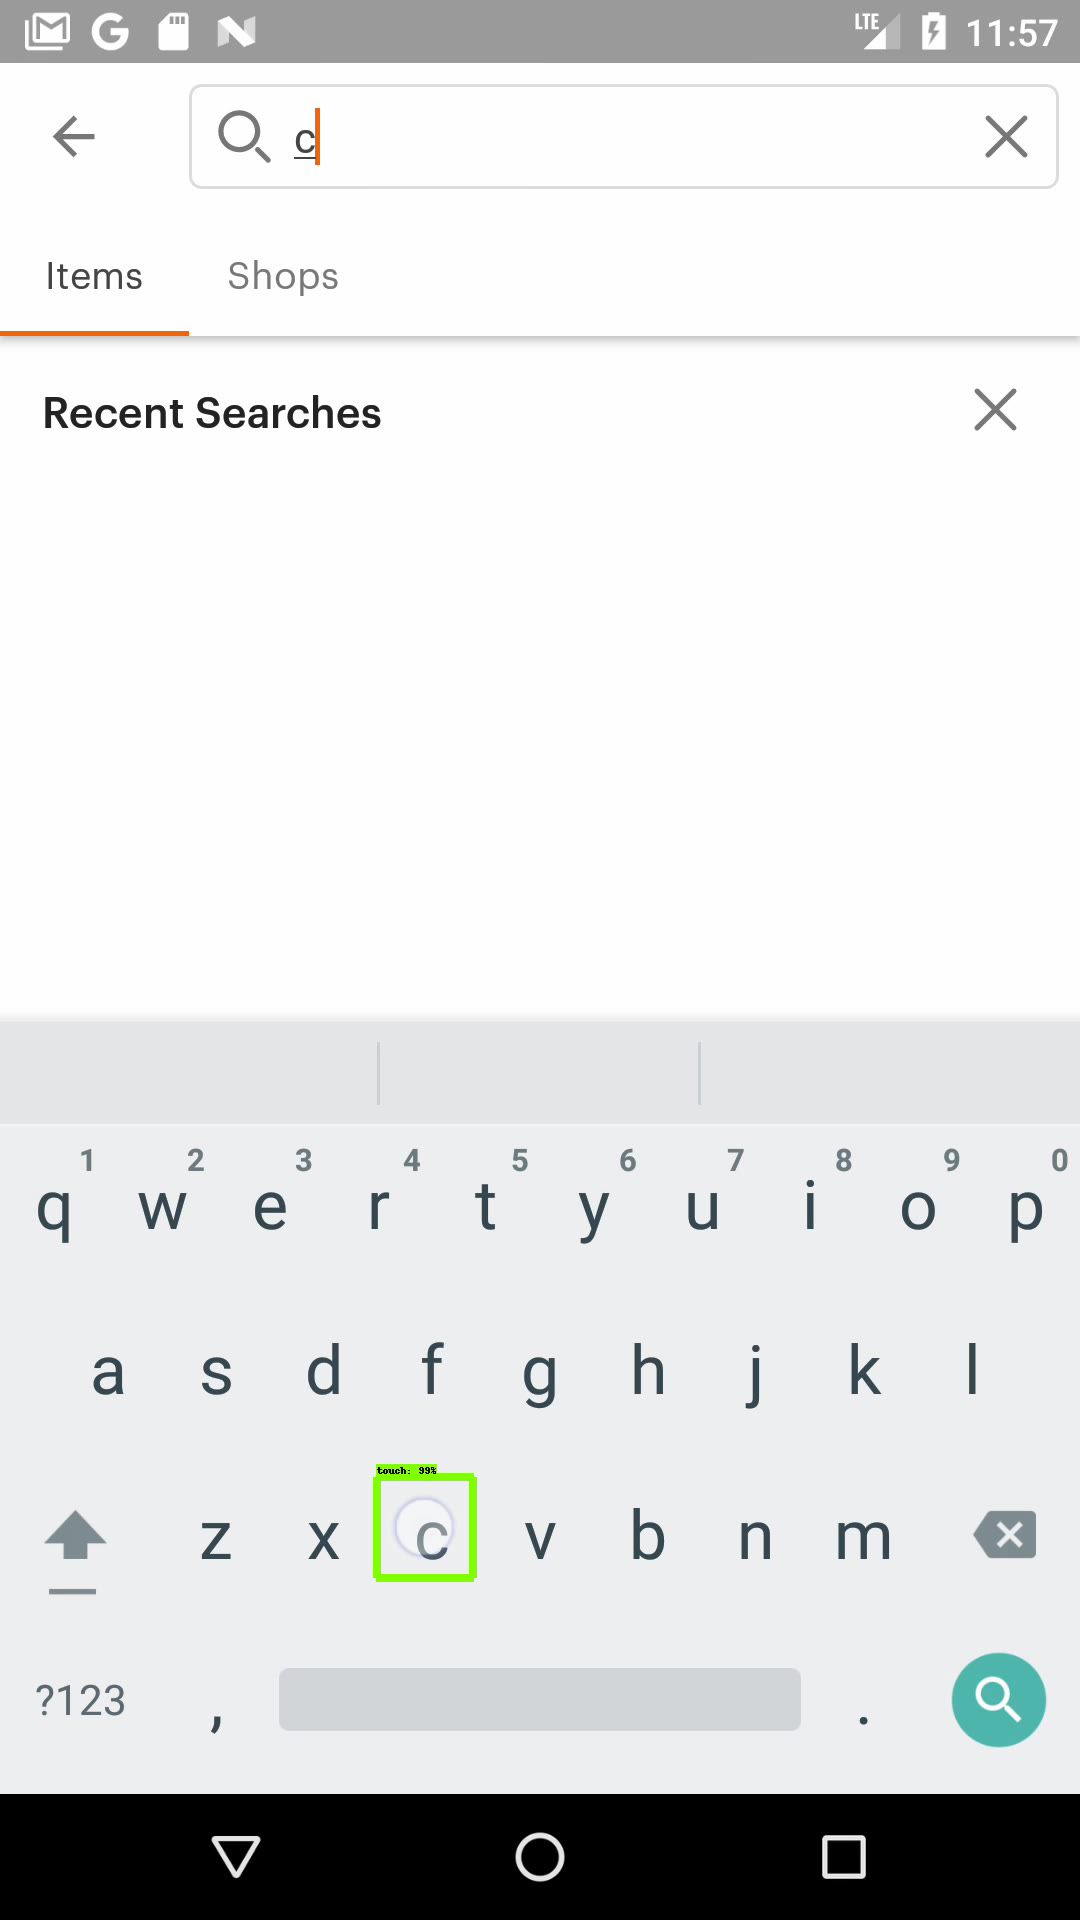 LTE 11:57
c
Items Shops
Recent Searches
1 2 3 4 5 6 7 8 9 0
q w e r t y u i o p
a s d f g h j k l
touch: 99%
z x c v b n m
?123 , .